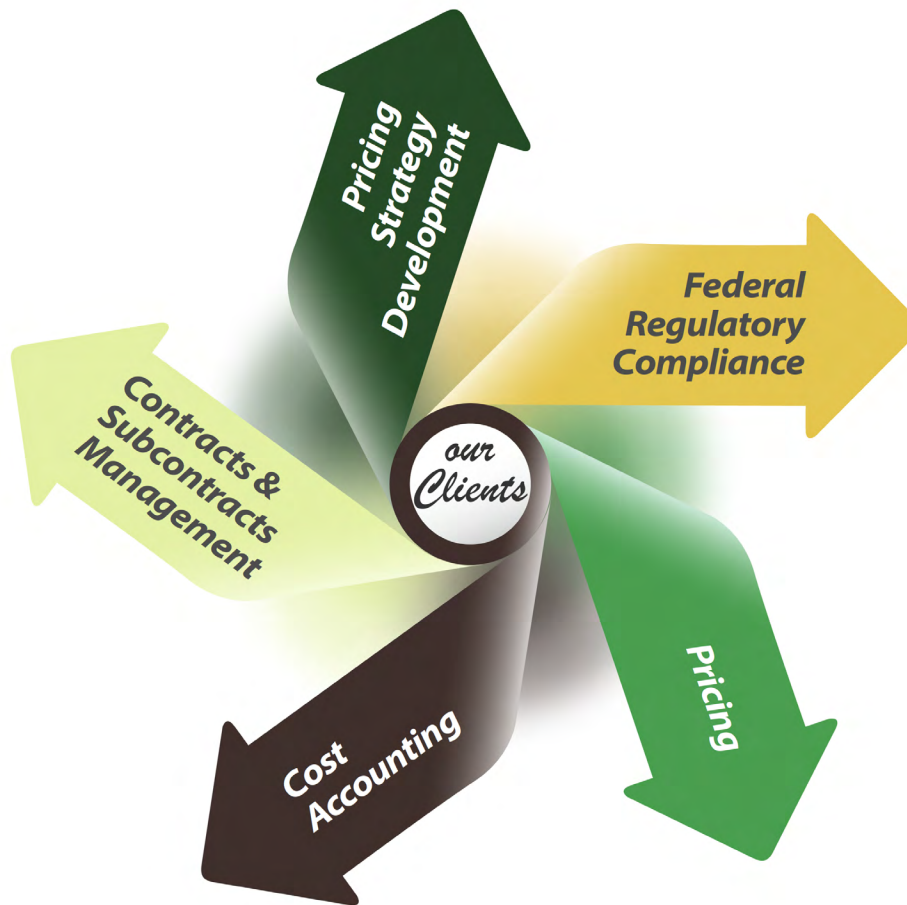 Pricing
Strategy
Development
Federal
Regulatory
Compliance
Contracts &
Subcontracts
Management
our
Clients
Pricing
Cost
Accounting